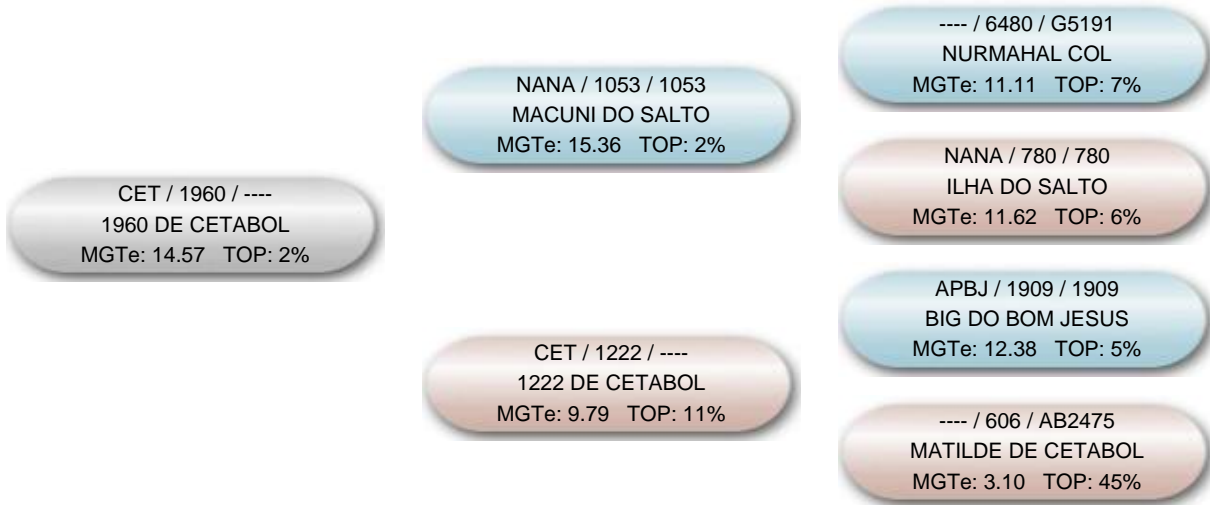 ---- / 6480 / G5191
NURMAHAL COL
MGTe: 11.11 TOP: 7%
NANA / 1053 / 1053
MACUNI DO SALTO
MGTe: 15.36 TOP: 2%
NANA / 780 / 780
ILHA DO SALTO
MGTe: 11.62 TOP: 6%
CET / 1960 / ----
1960 DE CETABOL
MGTe: 14.57 TOP: 2%
APBJ / 1909 / 1909
BIG DO BOM JESUS
MGTe: 12.38 TOP: 5%
CET / 1222 / ----
1222 DE CETABOL
MGTe: 9.79 TOP: 11%
---- / 606 / AB2475
MATILDE DE CETABOL
MGTe: 3.10 TOP: 45%